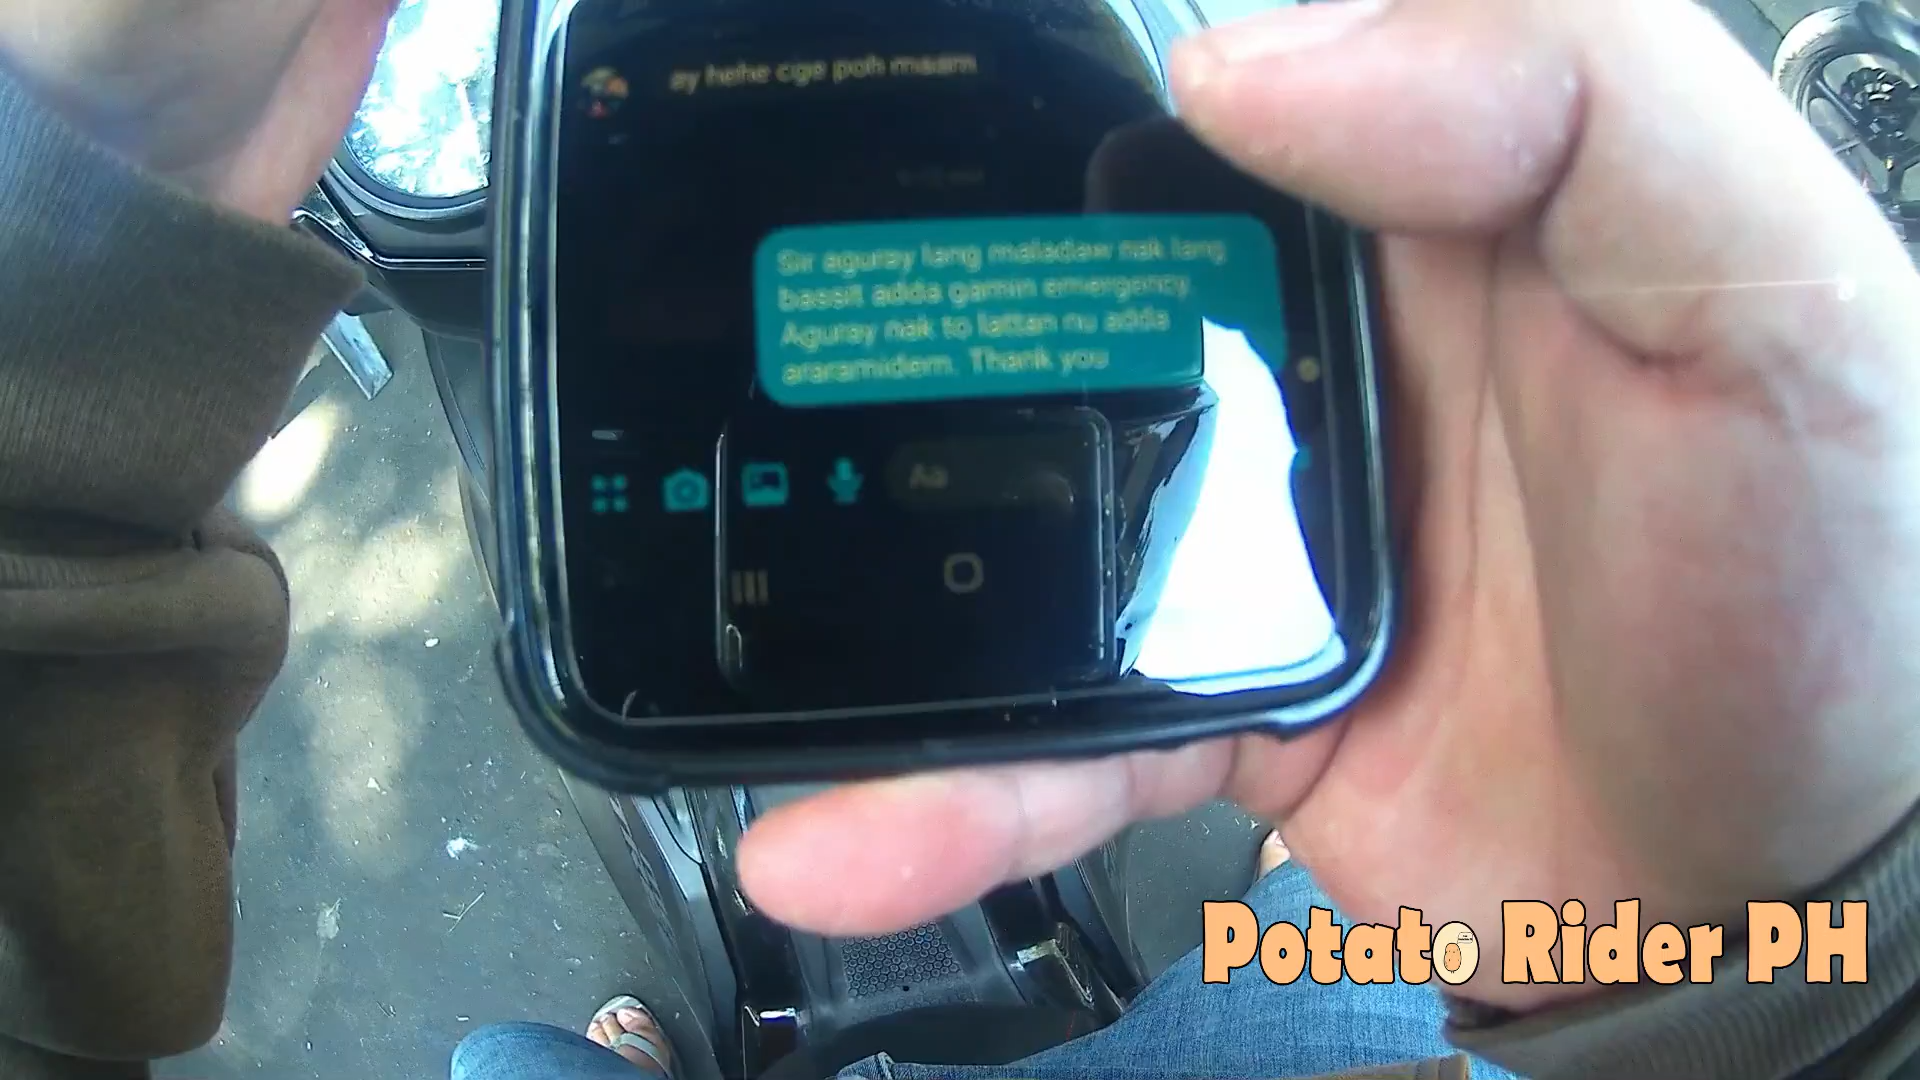 ay hehe cge poh maam
Sir aguray lang maladaw nak lang
bassit adda gamin emergency
Aguray nak to lattan nu adda
araramidem. Thank you
Aa
Potato Rider PH